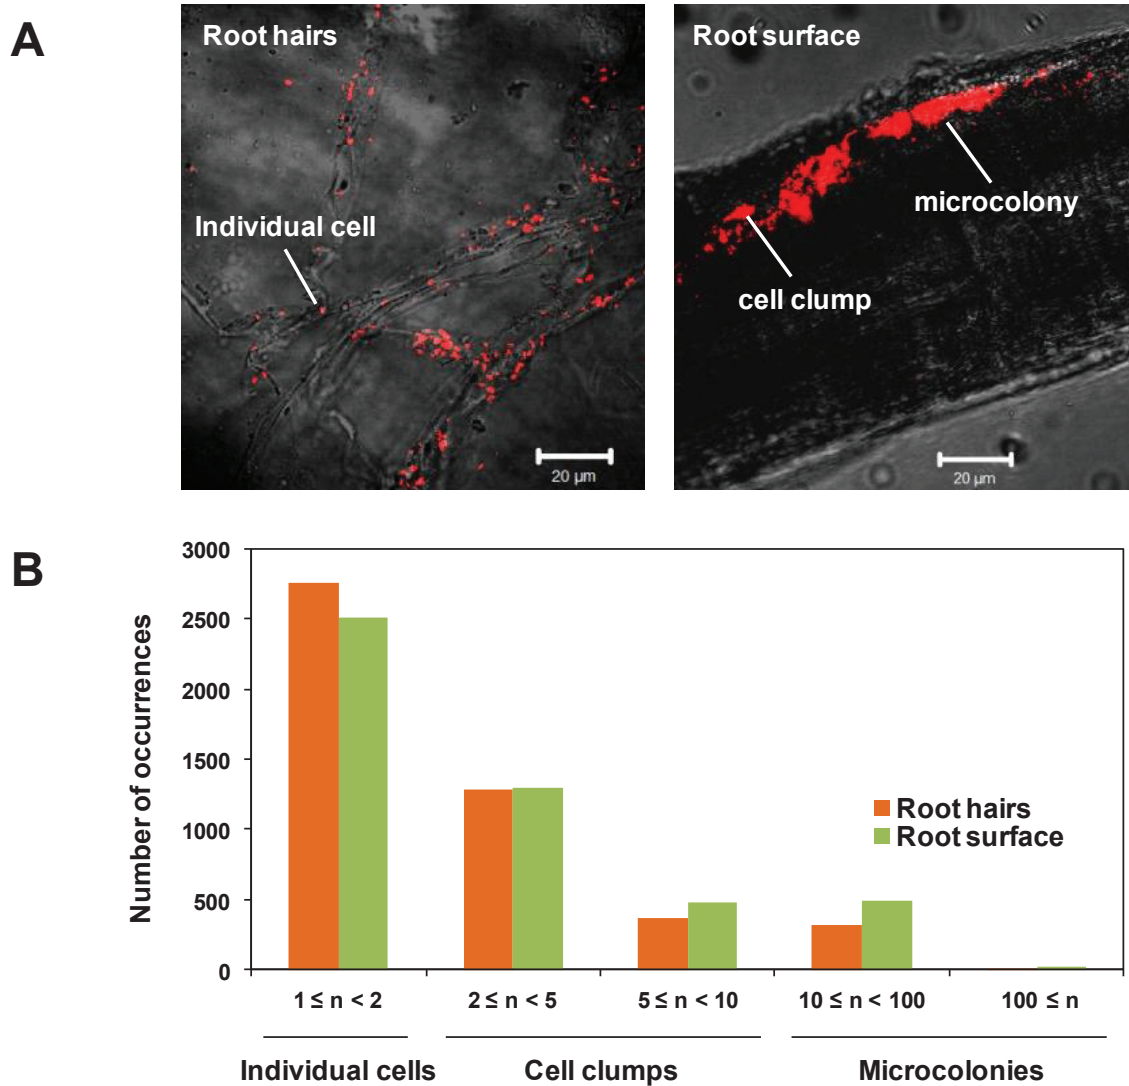 A
Root hairs
Individual cell
20 µm
Root surface
microcolony
cell clump
20 µm
B
Number of occurrences
3000
2500
2000
1500
1000
500
0
Root hairs
Root surface
1 ≤ n < 2
2 ≤ n < 5
5 ≤ n < 10
10 ≤ n < 100
100 ≤ n
Individual cells
Cell clumps
Microcolonies